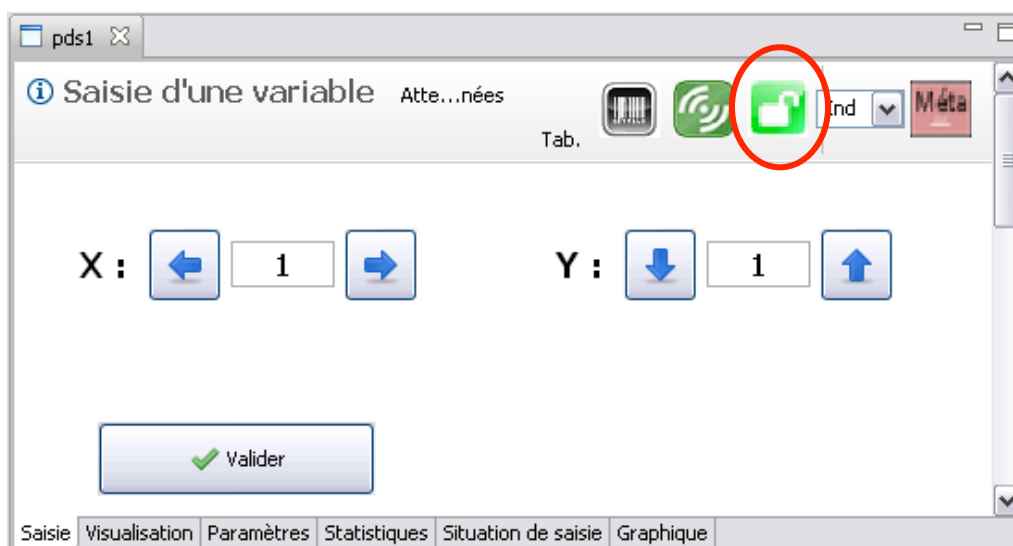 pds1
Saisie d'une variable Atte...nées
Tab.
Ind
Méta
X : 1
Y : 1
Valider
Saisie Visualisation Paramètres Statistiques Situation de saisie Graphique